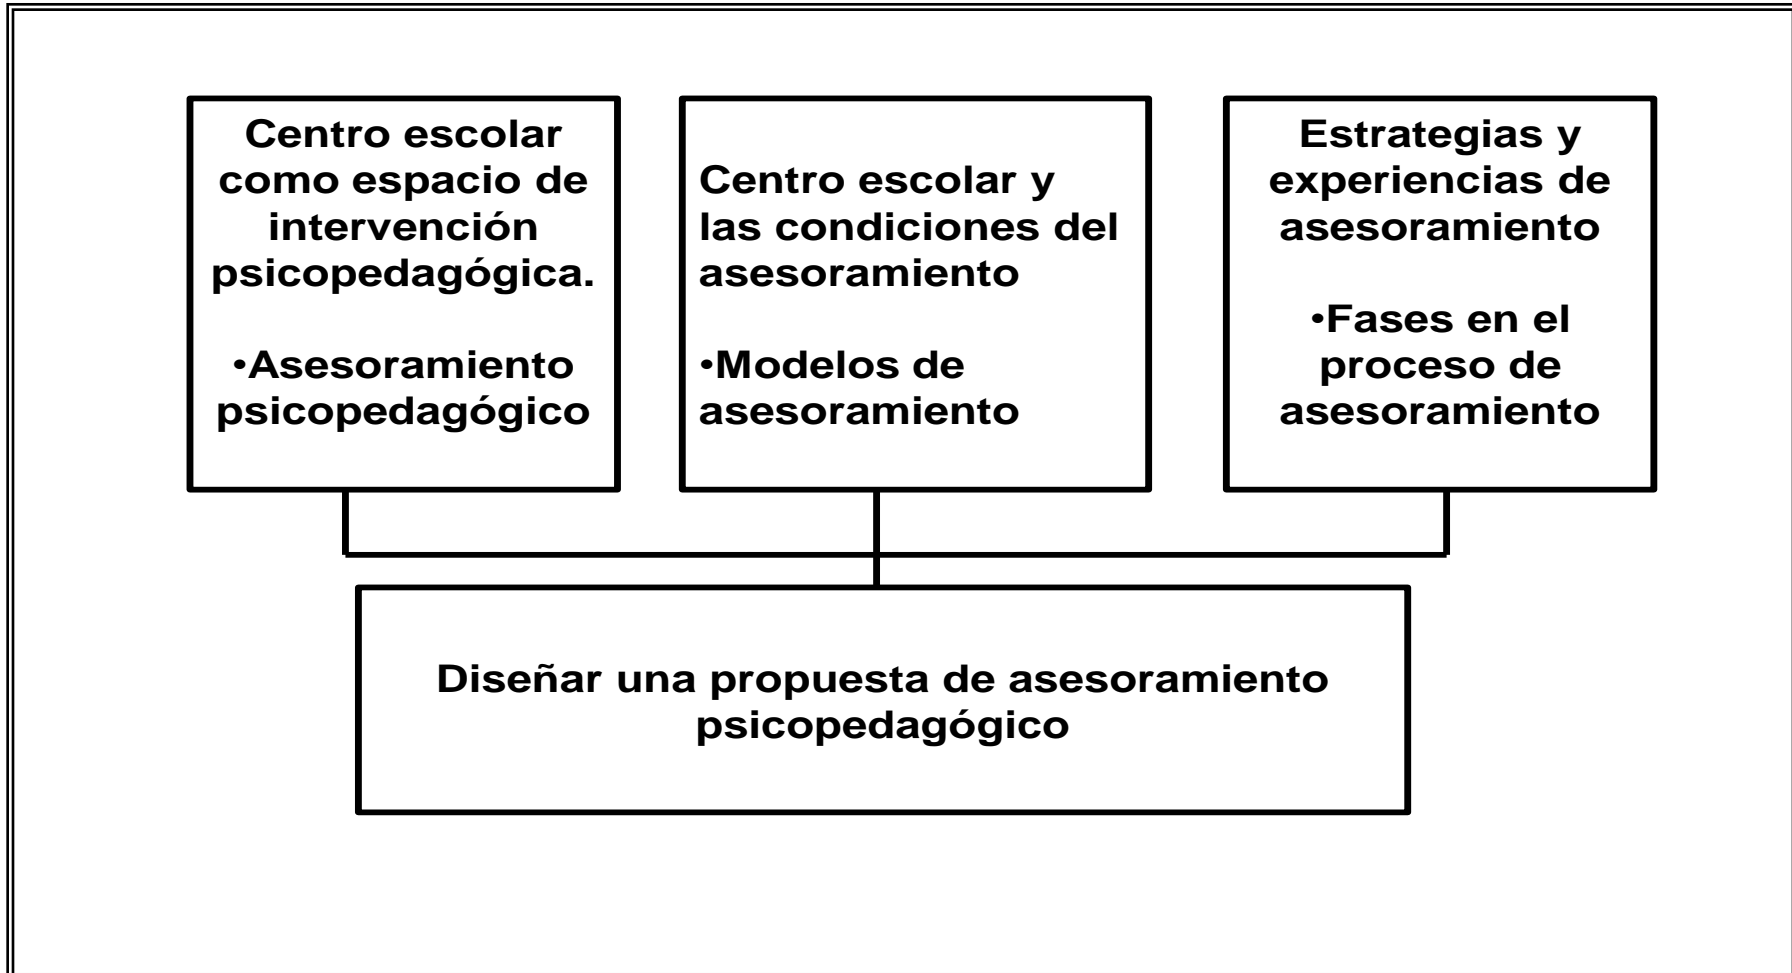 Centro escolar
como espacio de
intervención
psicopedagógica.
•Asesoramiento
psicopedagógico
Centro escolar y
las condiciones del
asesoramiento
•Modelos de
asesoramiento
Estrategias y
experiencias de
asesoramiento
•Fases en el
proceso de
asesoramiento
Diseñar una propuesta de asesoramiento
psicopedagógico